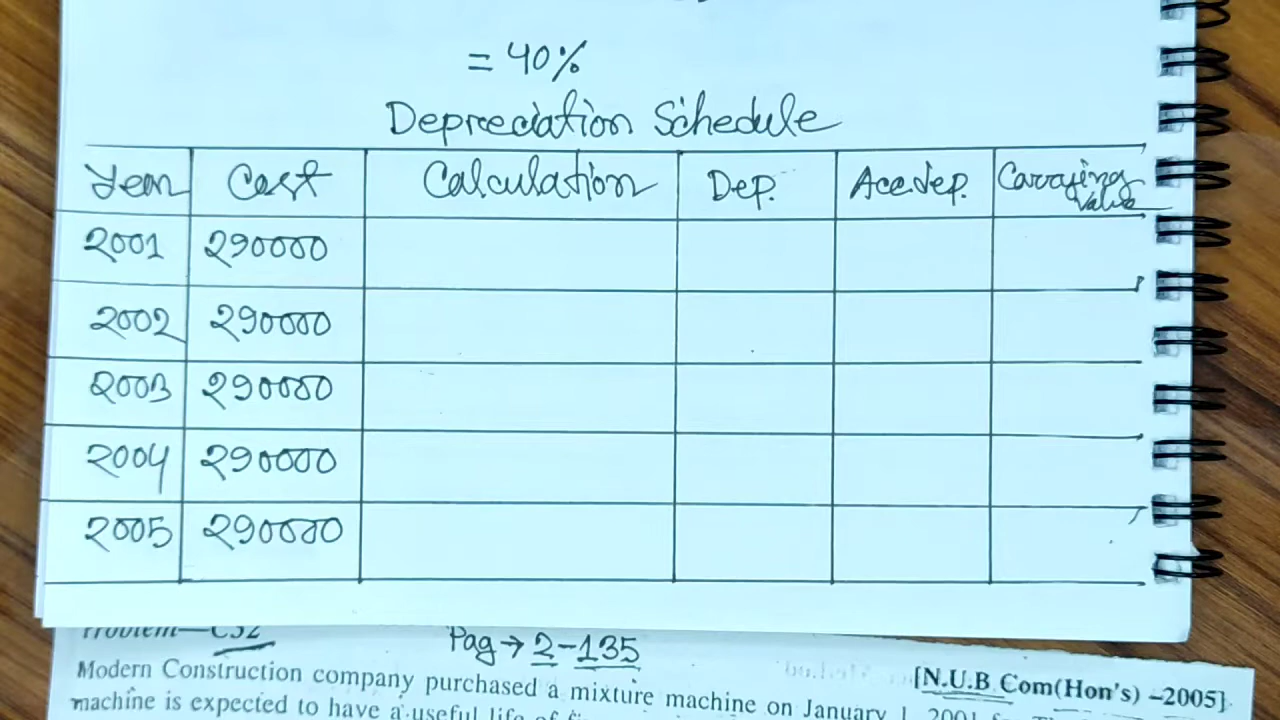 = 40%
Depreciation Schedule
Year Cost Calculation Dep. Acc.dep. Carrying Value
2001 290000
2002 290000
2003 290000
2004 290000
2005 290000
Problem—C32
Pag → 2-135
[N.U.B.Com(Hon's) –2005]
Modern Construction company purchased a mixture machine on January 1, 2001
machine is expected to have a useful life of